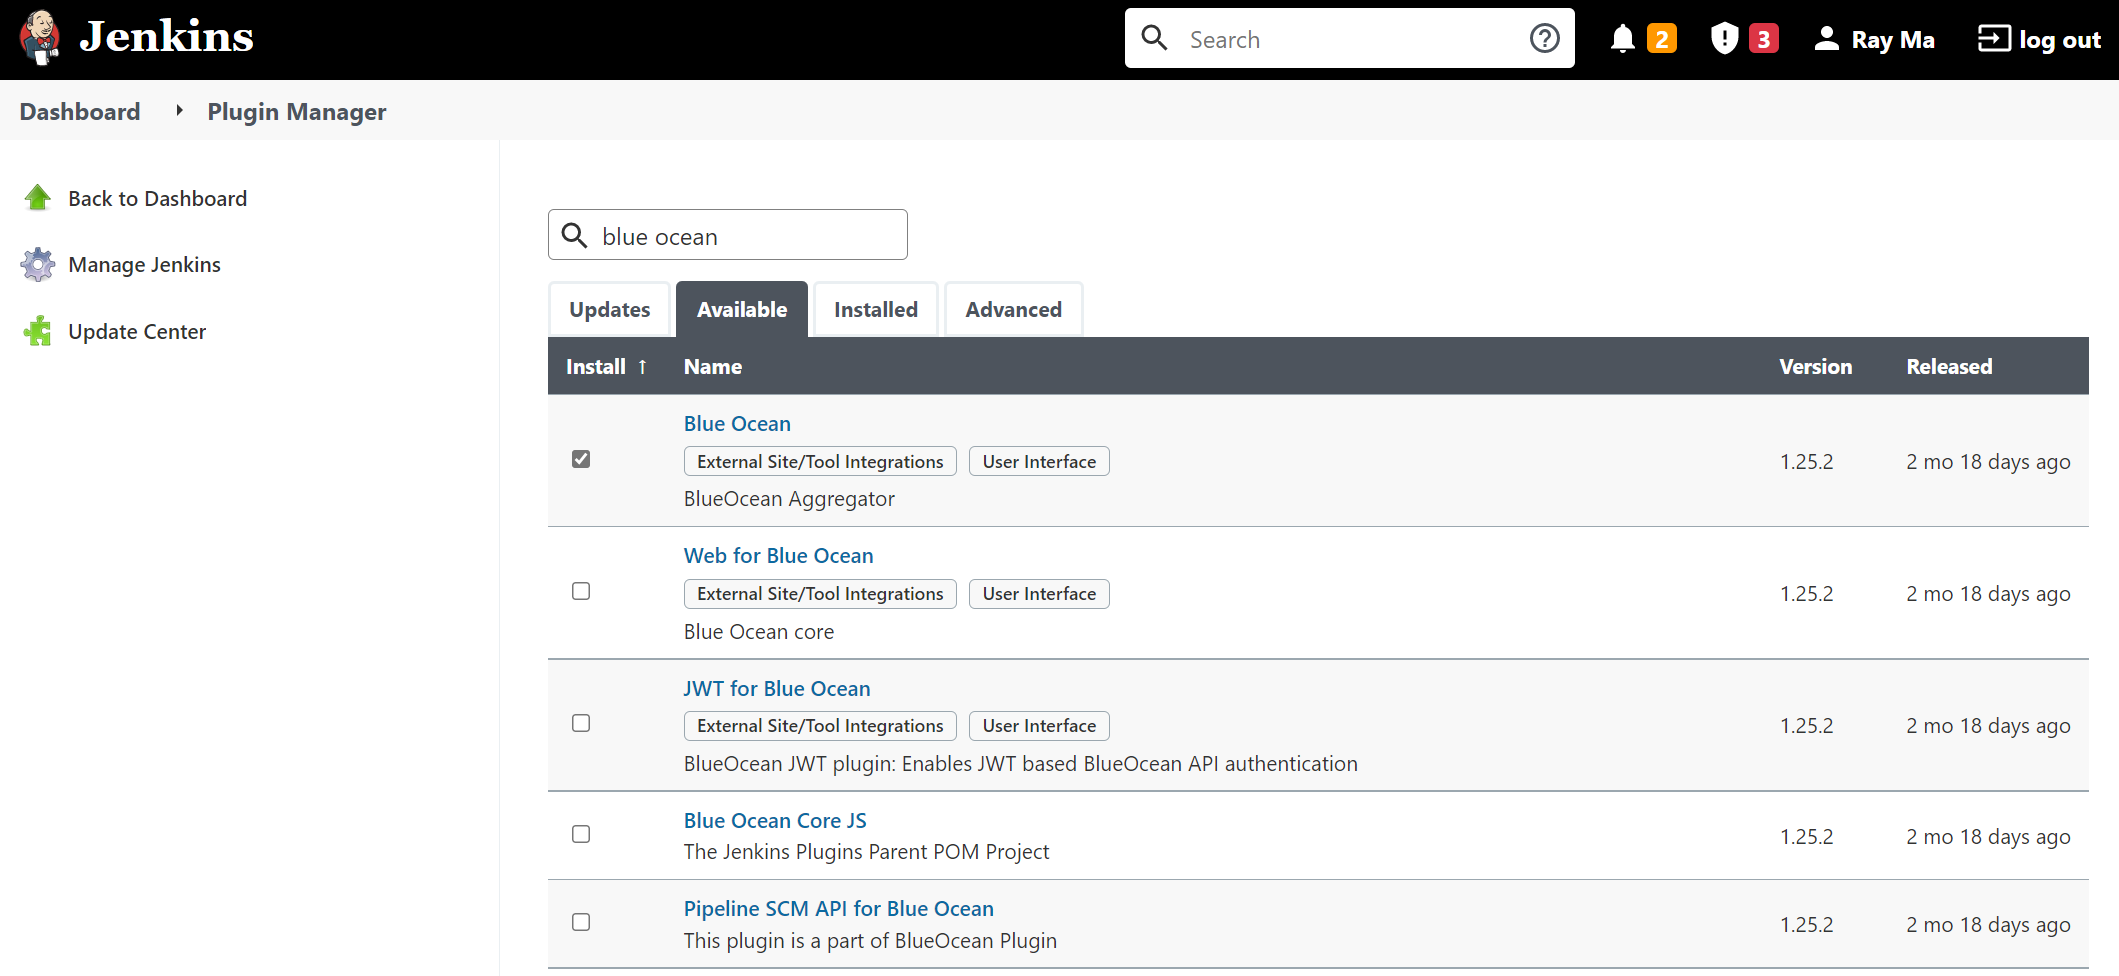 Jenkins
Search
2
3
Ray Ma
log out
Dashboard
Plugin Manager
Back to Dashboard
Manage Jenkins
Update Center
blue ocean
Updates
Available
Installed
Advanced
Install ↑ Name Version Released
Blue Ocean
External Site/Tool Integrations User Interface
BlueOcean Aggregator
1.25.2
2 mo 18 days ago
Web for Blue Ocean
External Site/Tool Integrations User Interface
Blue Ocean core
1.25.2
2 mo 18 days ago
JWT for Blue Ocean
External Site/Tool Integrations User Interface
BlueOcean JWT plugin: Enables JWT based BlueOcean API authentication
1.25.2
2 mo 18 days ago
Blue Ocean Core JS
The Jenkins Plugins Parent POM Project
1.25.2
2 mo 18 days ago
Pipeline SCM API for Blue Ocean
This plugin is a part of BlueOcean Plugin
1.25.2
2 mo 18 days ago